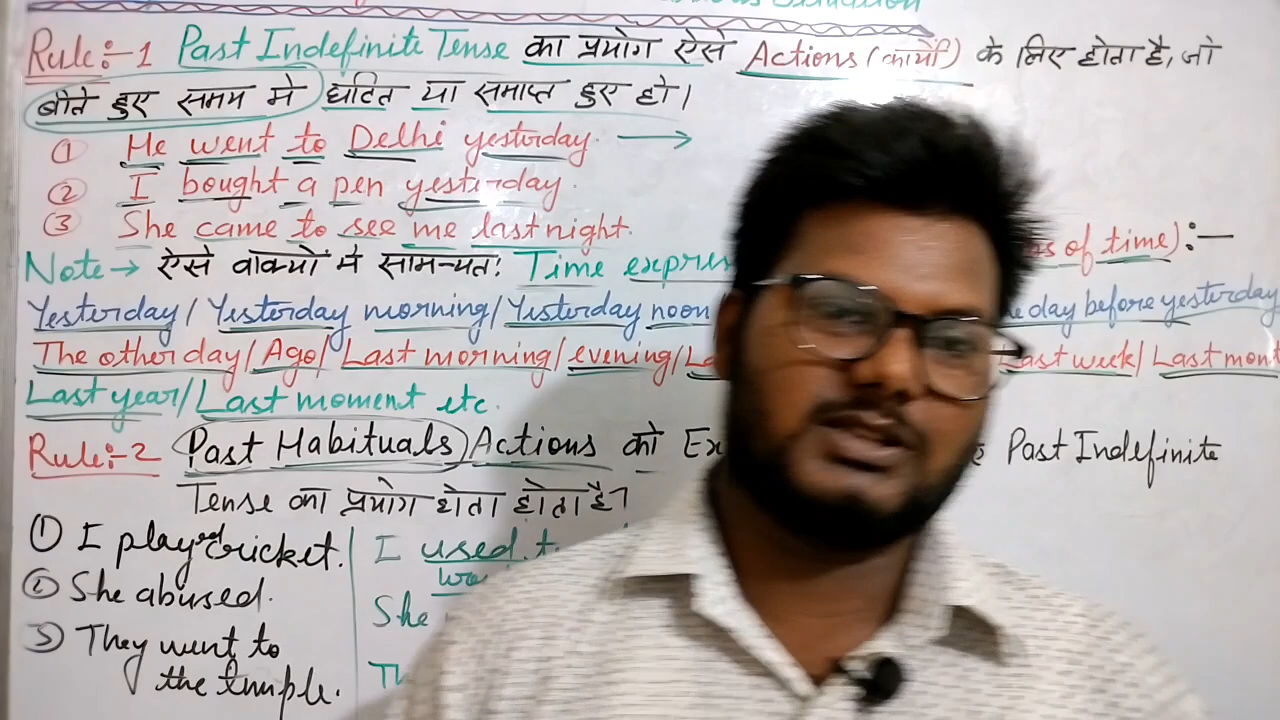 Rule:-1 Past Indefinite Tense का प्रयोग ऐसे Actions (कार्यों) के लिए होता है, जो
बीते हुए समय मे घटित या समाप्त हुए हो।
① He went to Delhi yesterday. →
② I bought a pen yesterday.
③ She came to see me last night.
Note → ऐसे वाक्यों में सामन्यत: Time expres s of time):-
Yesterday/ Yesterday morning/ Yesterday noon e day before yesterday
The other day/ Ago/ Last morning/ evening/ La ast week/ Last mont
Last year/ Last moment etc.
Rule:-2 Past Habituals Actions को Ex Past Indefinite
Tense का प्रयोग होता होता है।
① I played cricket. I used t
② She abused. She
③ They went to
the temple.